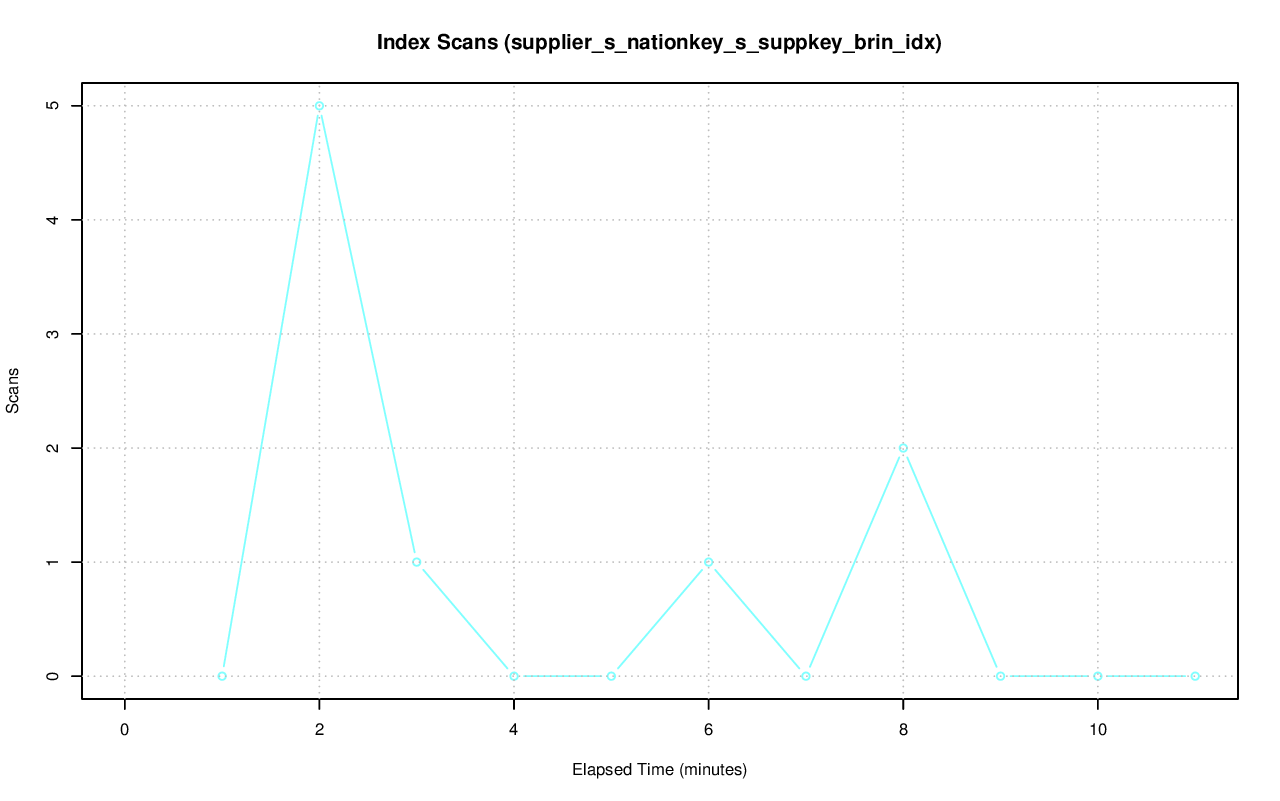 Index Scans (supplier_s_nationkey_s_suppkey_brin_idx)
5
4
3
2
1
0
Scans
0 2 4 6 8 10
Elapsed Time (minutes)